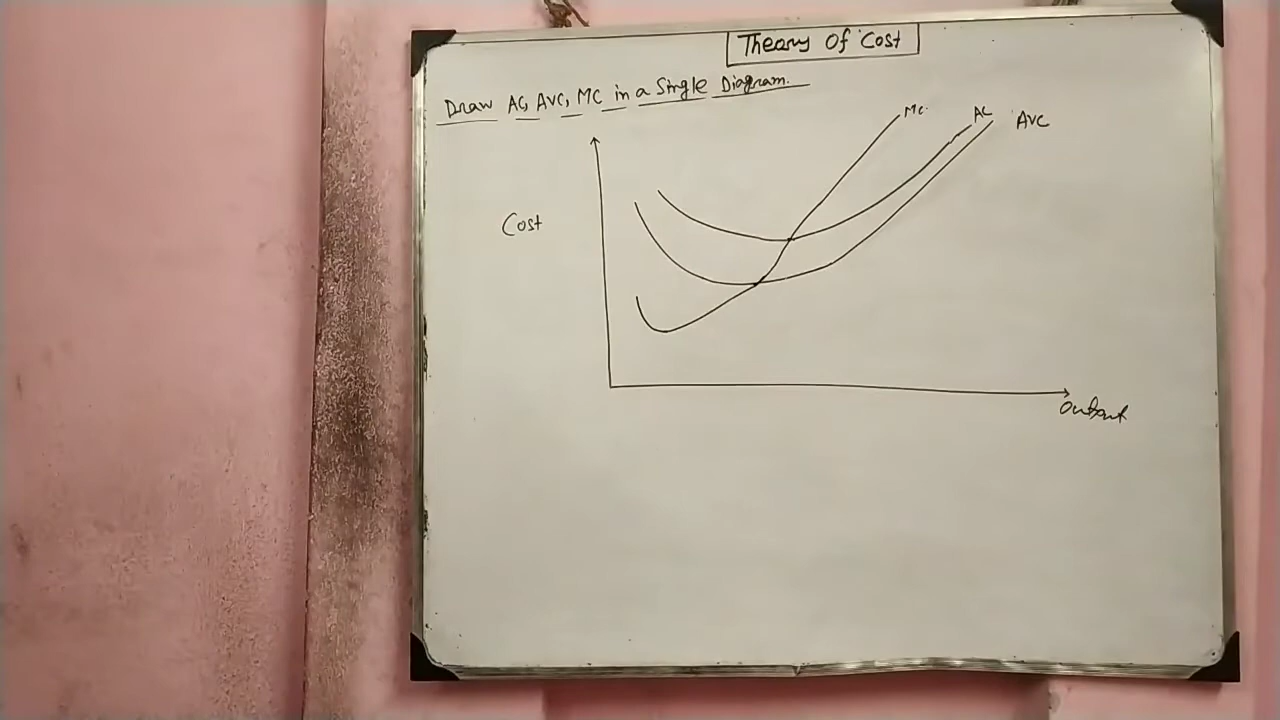 Theory Of Cost
Draw AC, AVC, MC in a Single Diagram.
MC
AC
AVC
Cost
output